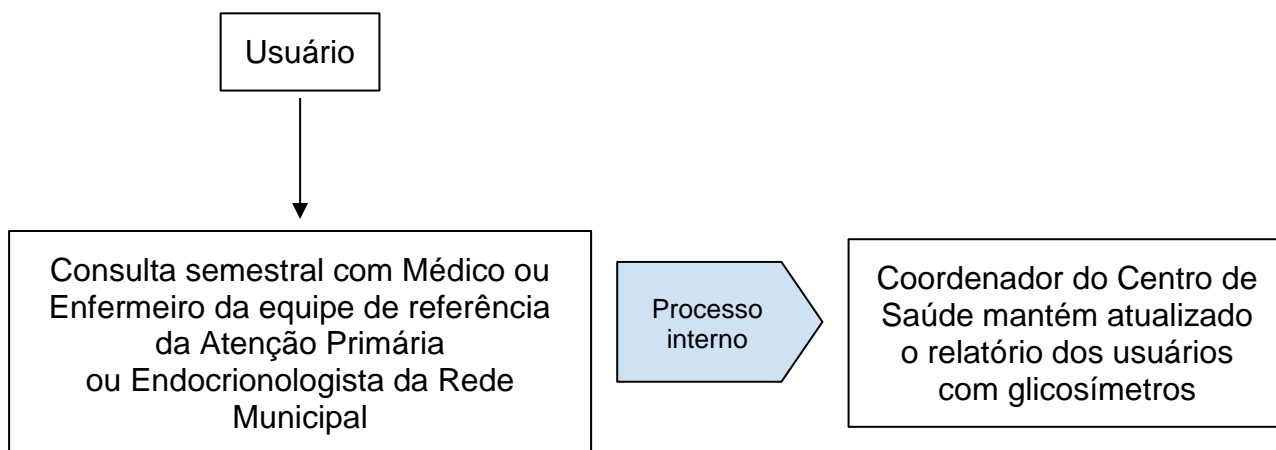 Usuário
Consulta semestral com Médico ou
Enfermeiro da equipe de referência
da Atenção Primária
ou Endocrionologista da Rede
Municipal
Processo
interno
Coordenador do Centro de
Saúde mantém atualizado
o relatório dos usuários
com glicosímetros